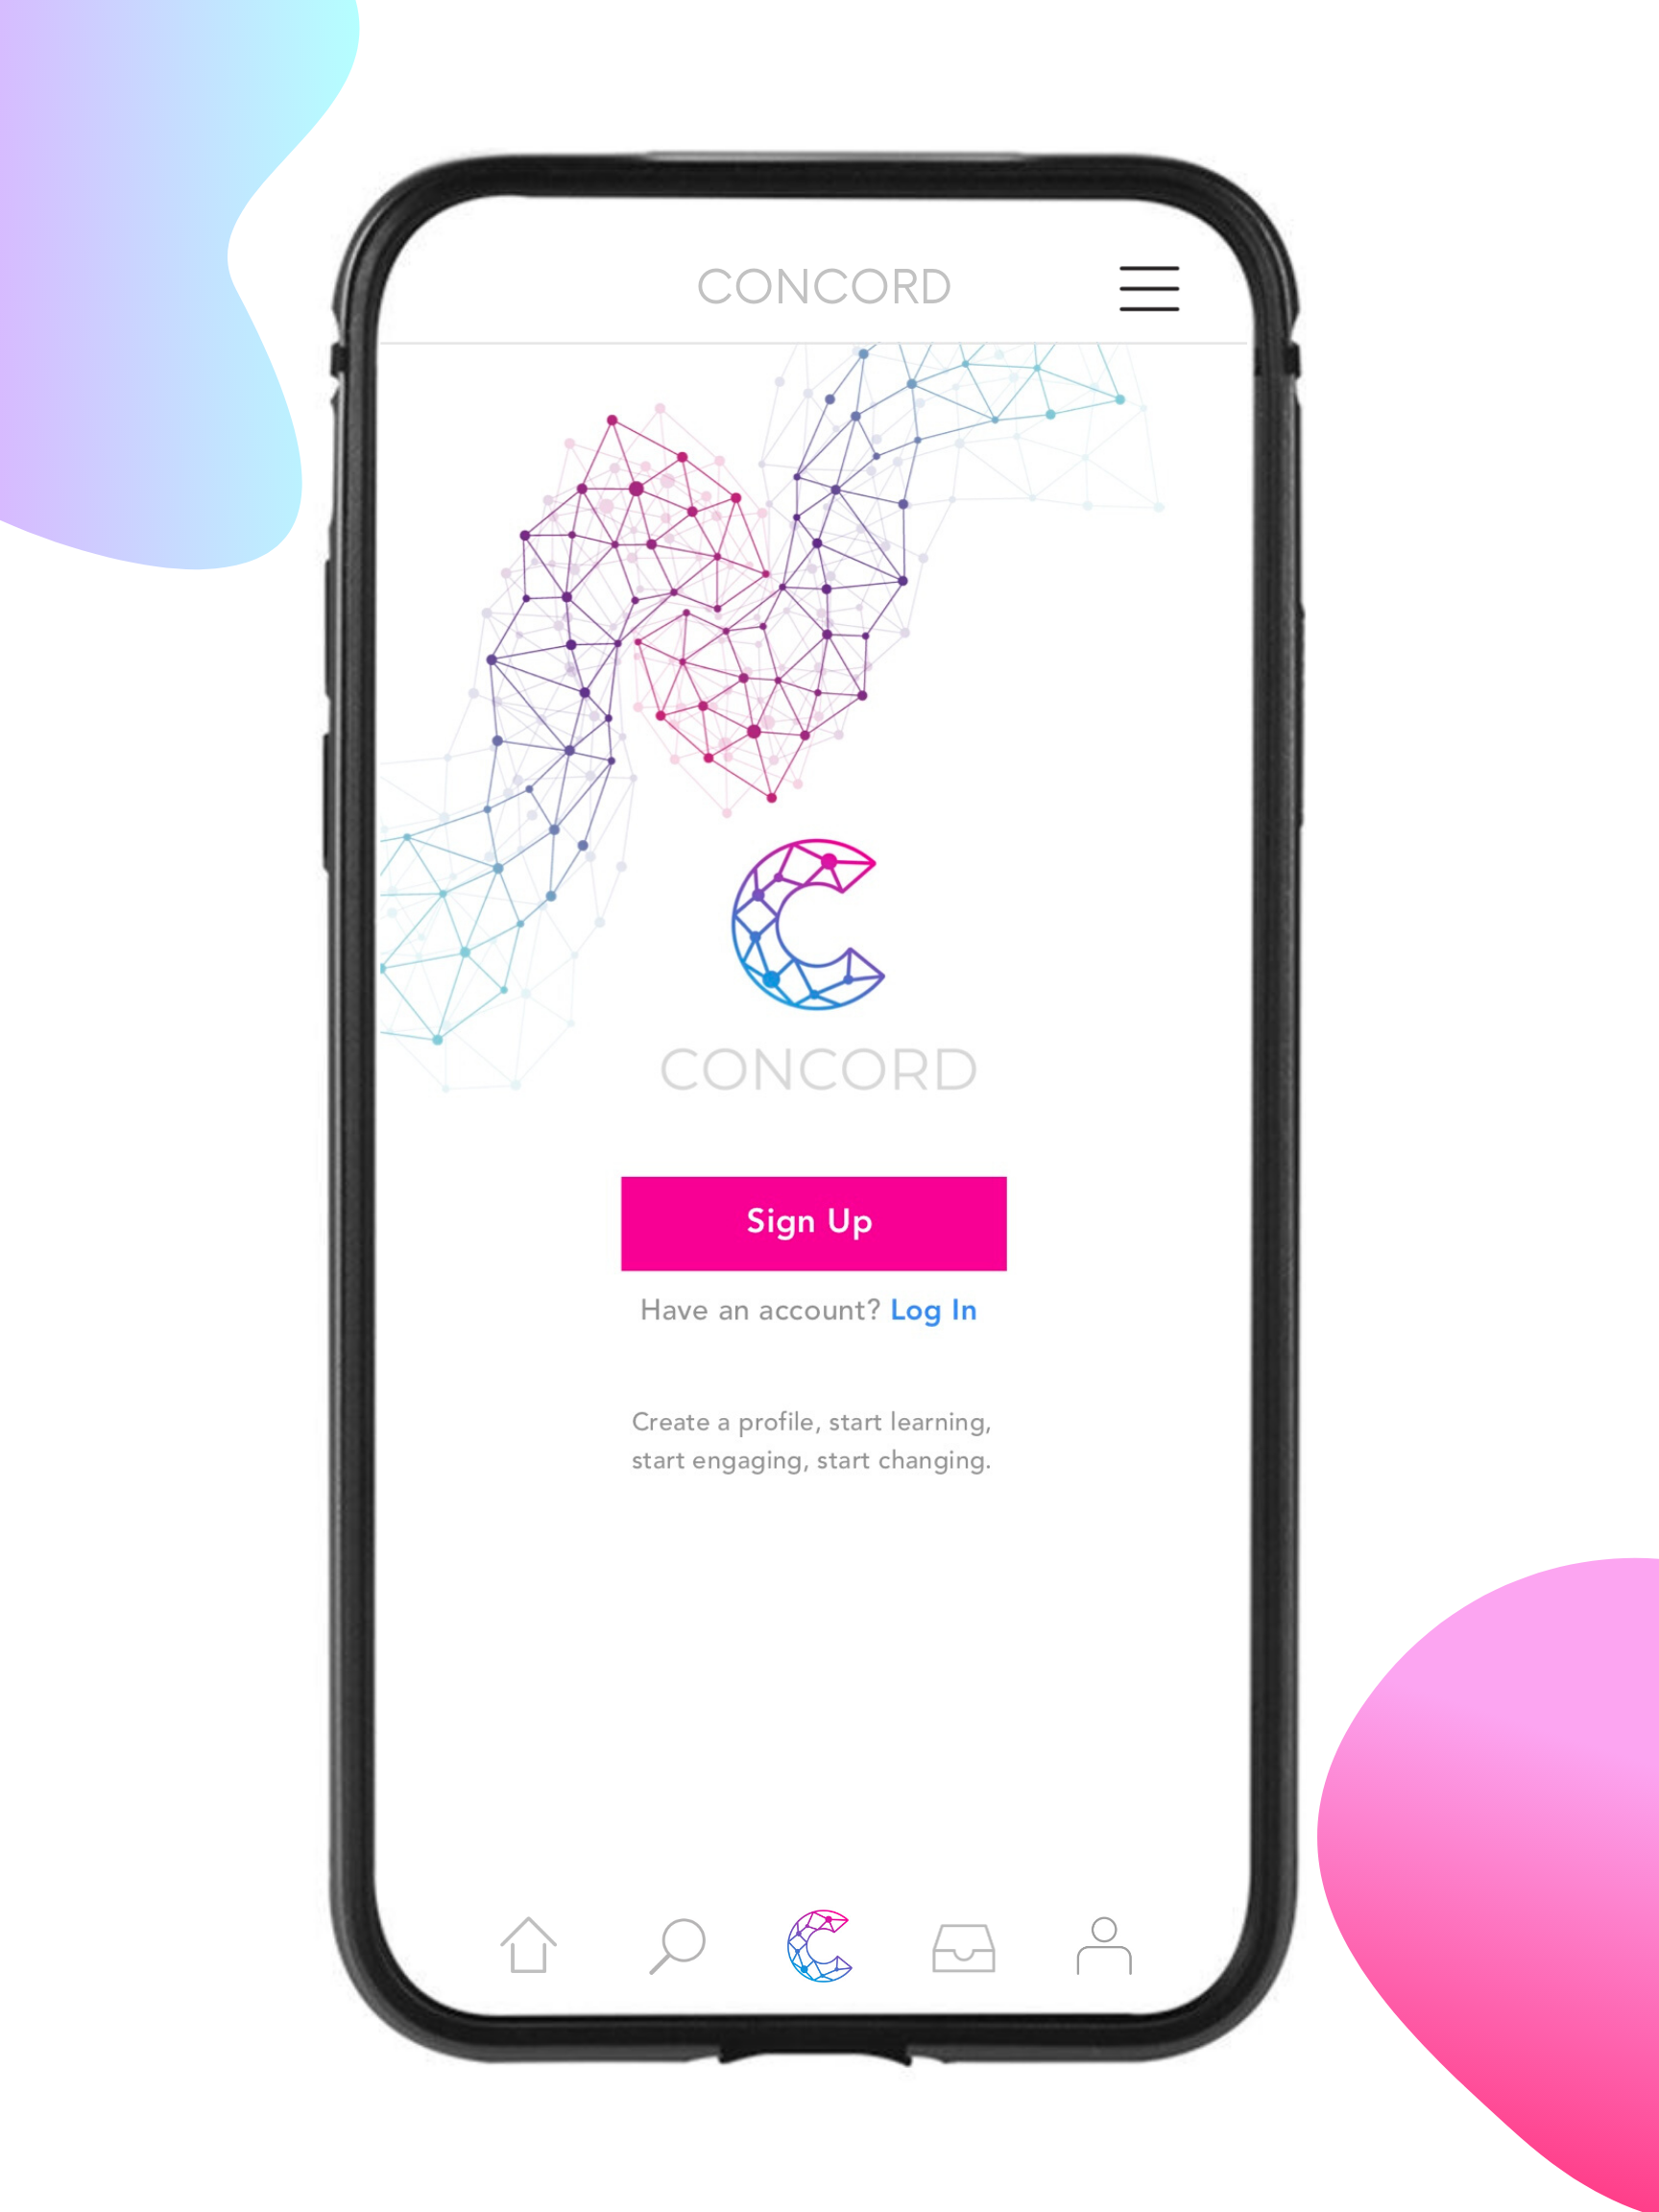 CONCORD
CONCORD
Sign Up
Have an account? Log In
Create a profile, start learning,
start engaging, start changing.